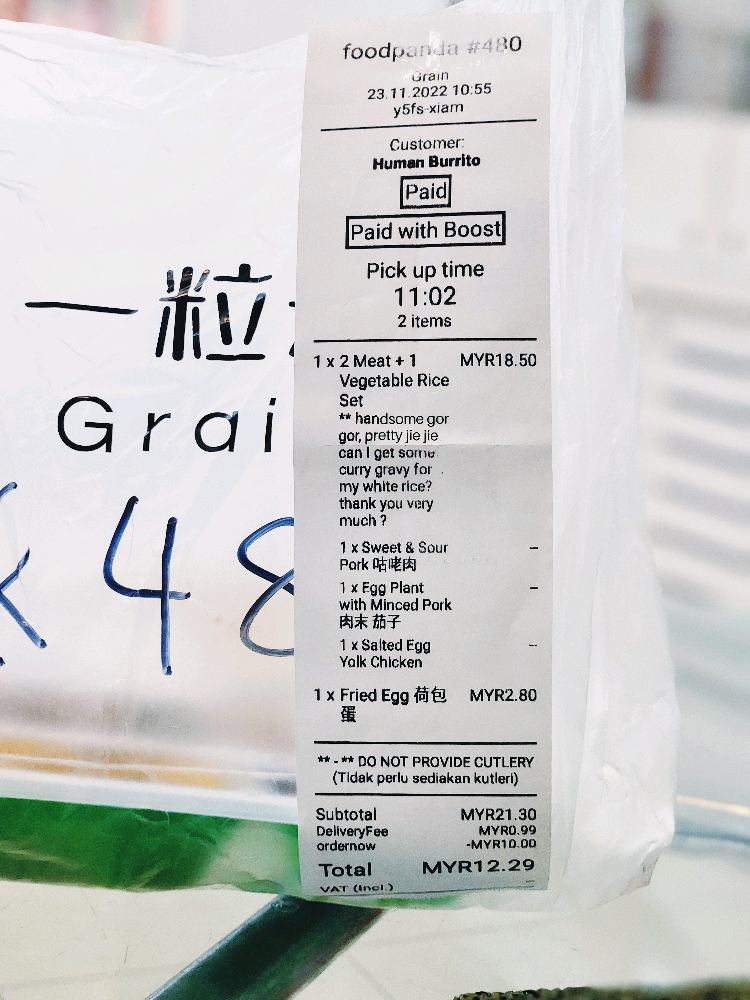 foodpanda #480
Grain
23.11.2022 10:55
y5fs-xiam
Customer:
Human Burrito
Paid
Paid with Boost
Pick up time
11:02
2 items
1 x 2 Meat + 1 MYR18.50
Vegetable Rice
Set
** handsome gor
gor, pretty jie jie
can I get some
curry gravy for
my white rice?
thank you very
much ?
1 x Sweet & Sour –
Pork 咕咾肉
1 x Egg Plant –
with Minced Pork
肉末 茄子
1 x Salted Egg –
Yolk Chicken
1 x Fried Egg 荷包 MYR2.80
蛋
** - ** DO NOT PROVIDE CUTLERY
(Tidak perlu sediakan kutleri)
Subtotal MYR21.30
DeliveryFee MYR0.99
ordernow -MYR10.00
Total MYR12.29
VAT (Incl.) –
一粒
Grai
48